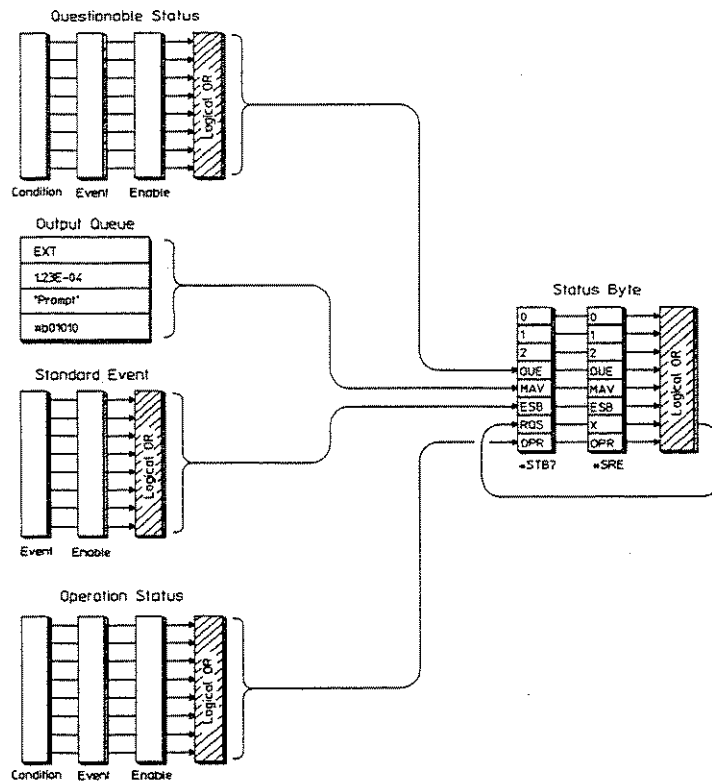 Questionable Status
Logical OR
Condition Event Enable
Output Queue
EXT
1.23E-04
"Prompt"
#b01010
Standard Event
Logical OR
Event Enable
Operation Status
Logical OR
Condition Event Enable
Status Byte
0 0
1 1
2 2
QUE QUE
MAV MAV
ESB ESB
RQS X
OPR OPR
Logical OR
*STB? *SRE